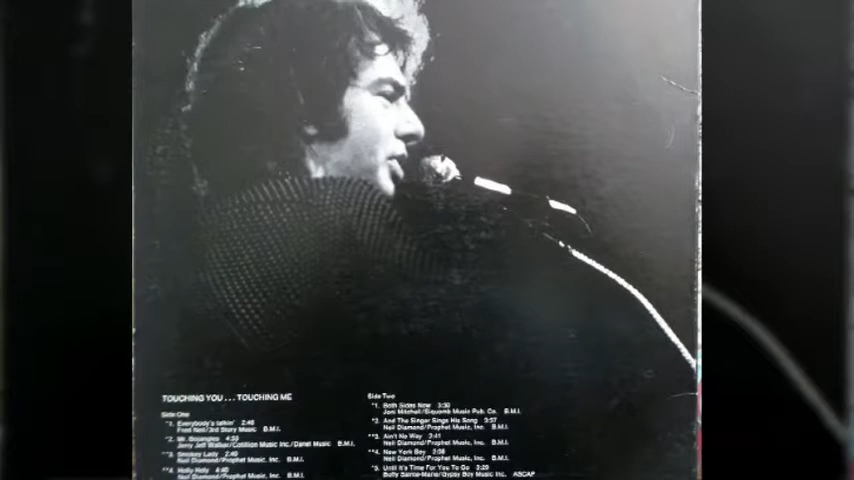 TOUCHING YOU . . . TOUCHING ME
Side One
*1. Everybody's talkin' 2:48
Fred Neil/3rd Story Music B.M.I.
*2. Mr. Bojangles 4:53
Jerry Jeff Walker/Cotillion Music Inc./Danel Music B.M.I.
**3. Smokey Lady 2:40
Neil Diamond/Prophet Music, Inc. B.M.I.
**4. Holly Holy 4:40
Neil Diamond/Prophet Music, Inc. B.M.I.
Side Two
**1. Both Sides Now 3:30
Joni Mitchell/Siquomb Music Pub. Co. B.M.I.
*2. And The Singer Sings His Song 3:37
Neil Diamond/Prophet Music, Inc. B.M.I.
**3. Ain't No Way 3:41
Neil Diamond/Prophet Music, Inc. B.M.I.
**4. New York Boy 2:58
Neil Diamond/Prophet Music, Inc. B.M.I.
*5. Until It's Time For You To Go 3:29
Buffy Sainte-Marie/Gypsy Boy Music Inc. ASCAP